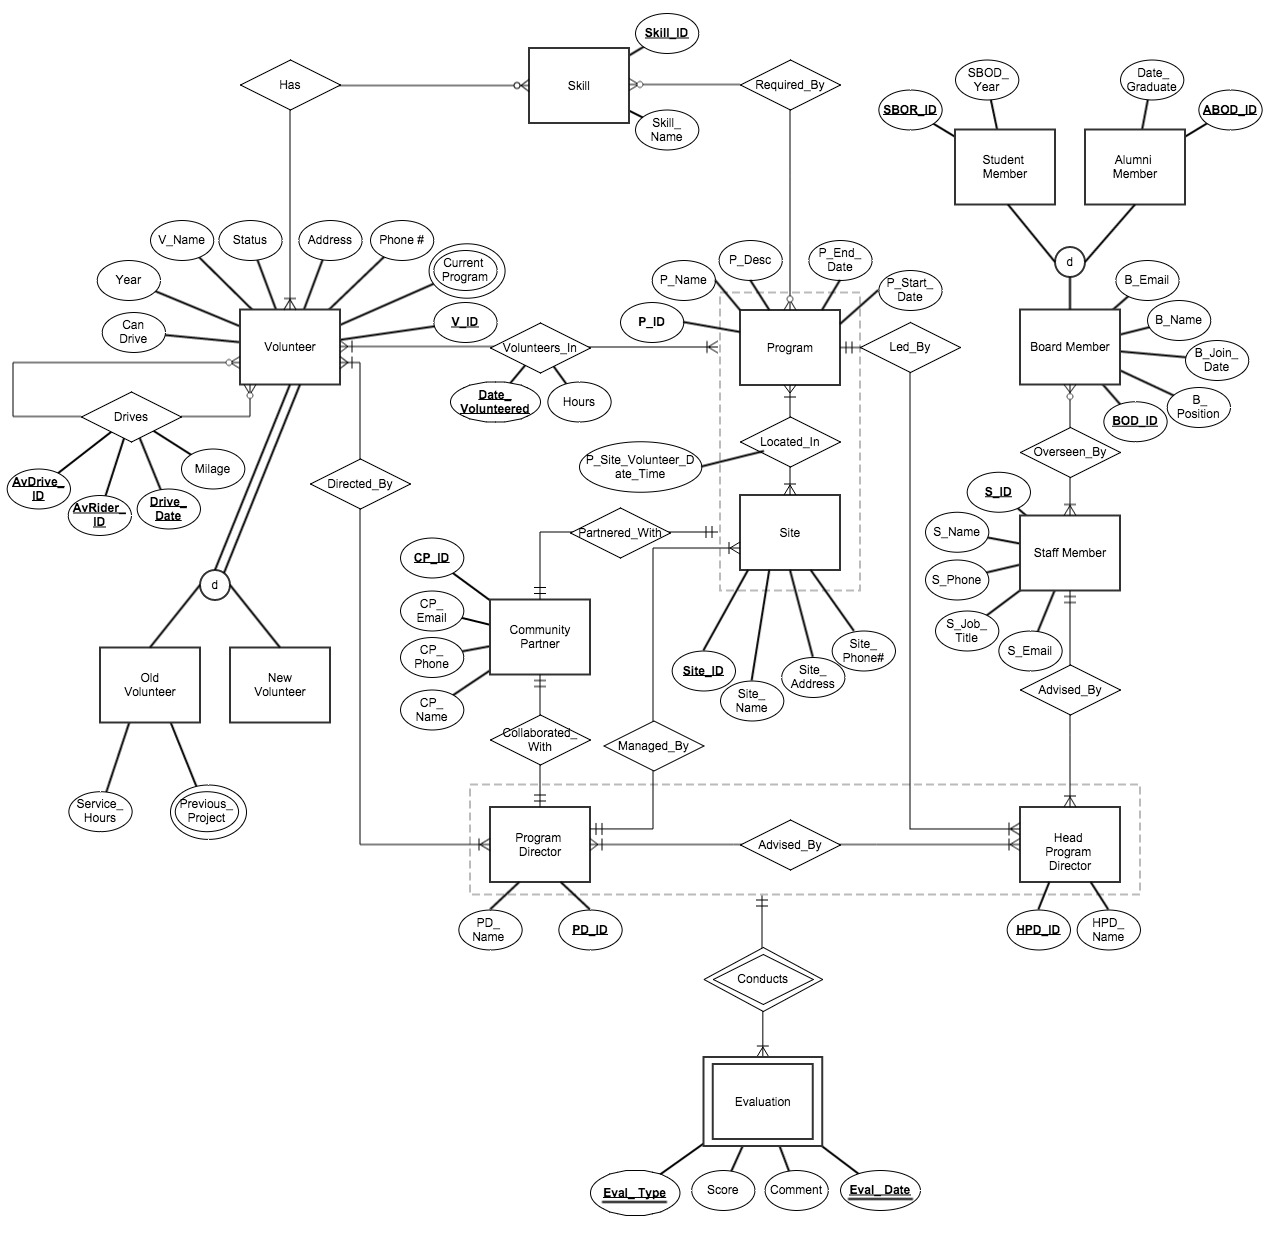 Skill_ID
Has
Skill
Required_By
Skill_
Name
SBOD_
Year
Date_
Graduate
SBOR_ID
ABOD_ID
Student
Member
Alumni
Member
V_Name
Status
Address
Phone #
Current
Program
Year
Can
Drive
V_ID
Volunteer
P_Name
P_Desc
P_End_
Date
P_Start_
Date
P_ID
Volunteers_In
Program
Led_By
d
B_Email
B_Name
Board Member
B_Join_
Date
B_
Position
BOD_ID
Date_
Volunteered
Hours
Drives
Milage
AvDrive_
ID
AvRider_
ID
Drive_
Date
Directed_By
P_Site_Volunteer_D
ate_Time
Located_In
Overseen_By
S_ID
S_Name
S_Phone
S_Job_
Title
S_Email
Staff Member
Partnered_With
Site
CP_ID
CP_
Email
CP_
Phone
CP_
Name
Community
Partner
d
Old
Volunteer
New
Volunteer
Site_ID
Site_
Name
Site_
Address
Site_
Phone#
Advised_By
Collaborated_
With
Managed_By
Service_
Hours
Previous_
Project
Program
Director
Advised_By
Head
Program
Director
PD_
Name
PD_ID
HPD_ID
HPD_
Name
Conducts
Evaluation
Eval_ Type
Score
Comment
Eval_ Date